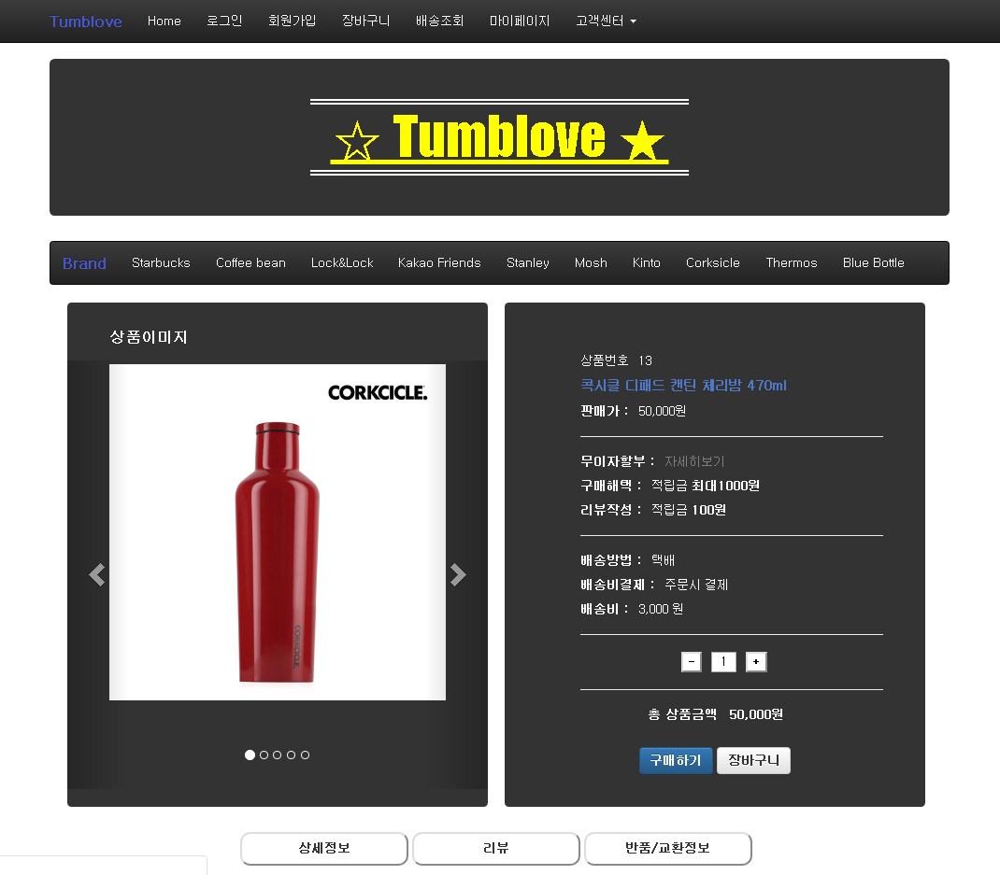 Tumblove Home 로그인 회원가입 장바구니 배송조회 마이페이지 고객센터
☆ Tumblove ★
Brand Starbucks Coffee bean Lock&Lock Kakao Friends Stanley Mosh Kinto Corksicle Thermos Blue Bottle
상품이미지
CORKCICLE.
CORKCICLE.
상품번호 13
콕시클 디패드 캔틴 체리밤 470ml
판매가 : 50,000원
무이자할부 : 자세히보기
구매해택 : 적립금 최대1000원
리뷰작성 : 적립금 100원
배송방법 : 택배
배송비결제 : 주문시 결제
배송비 : 3,000 원
- 1 +
총 상품금액 50,000원
구매하기 장바구니
상세정보 리뷰 반품/교환정보